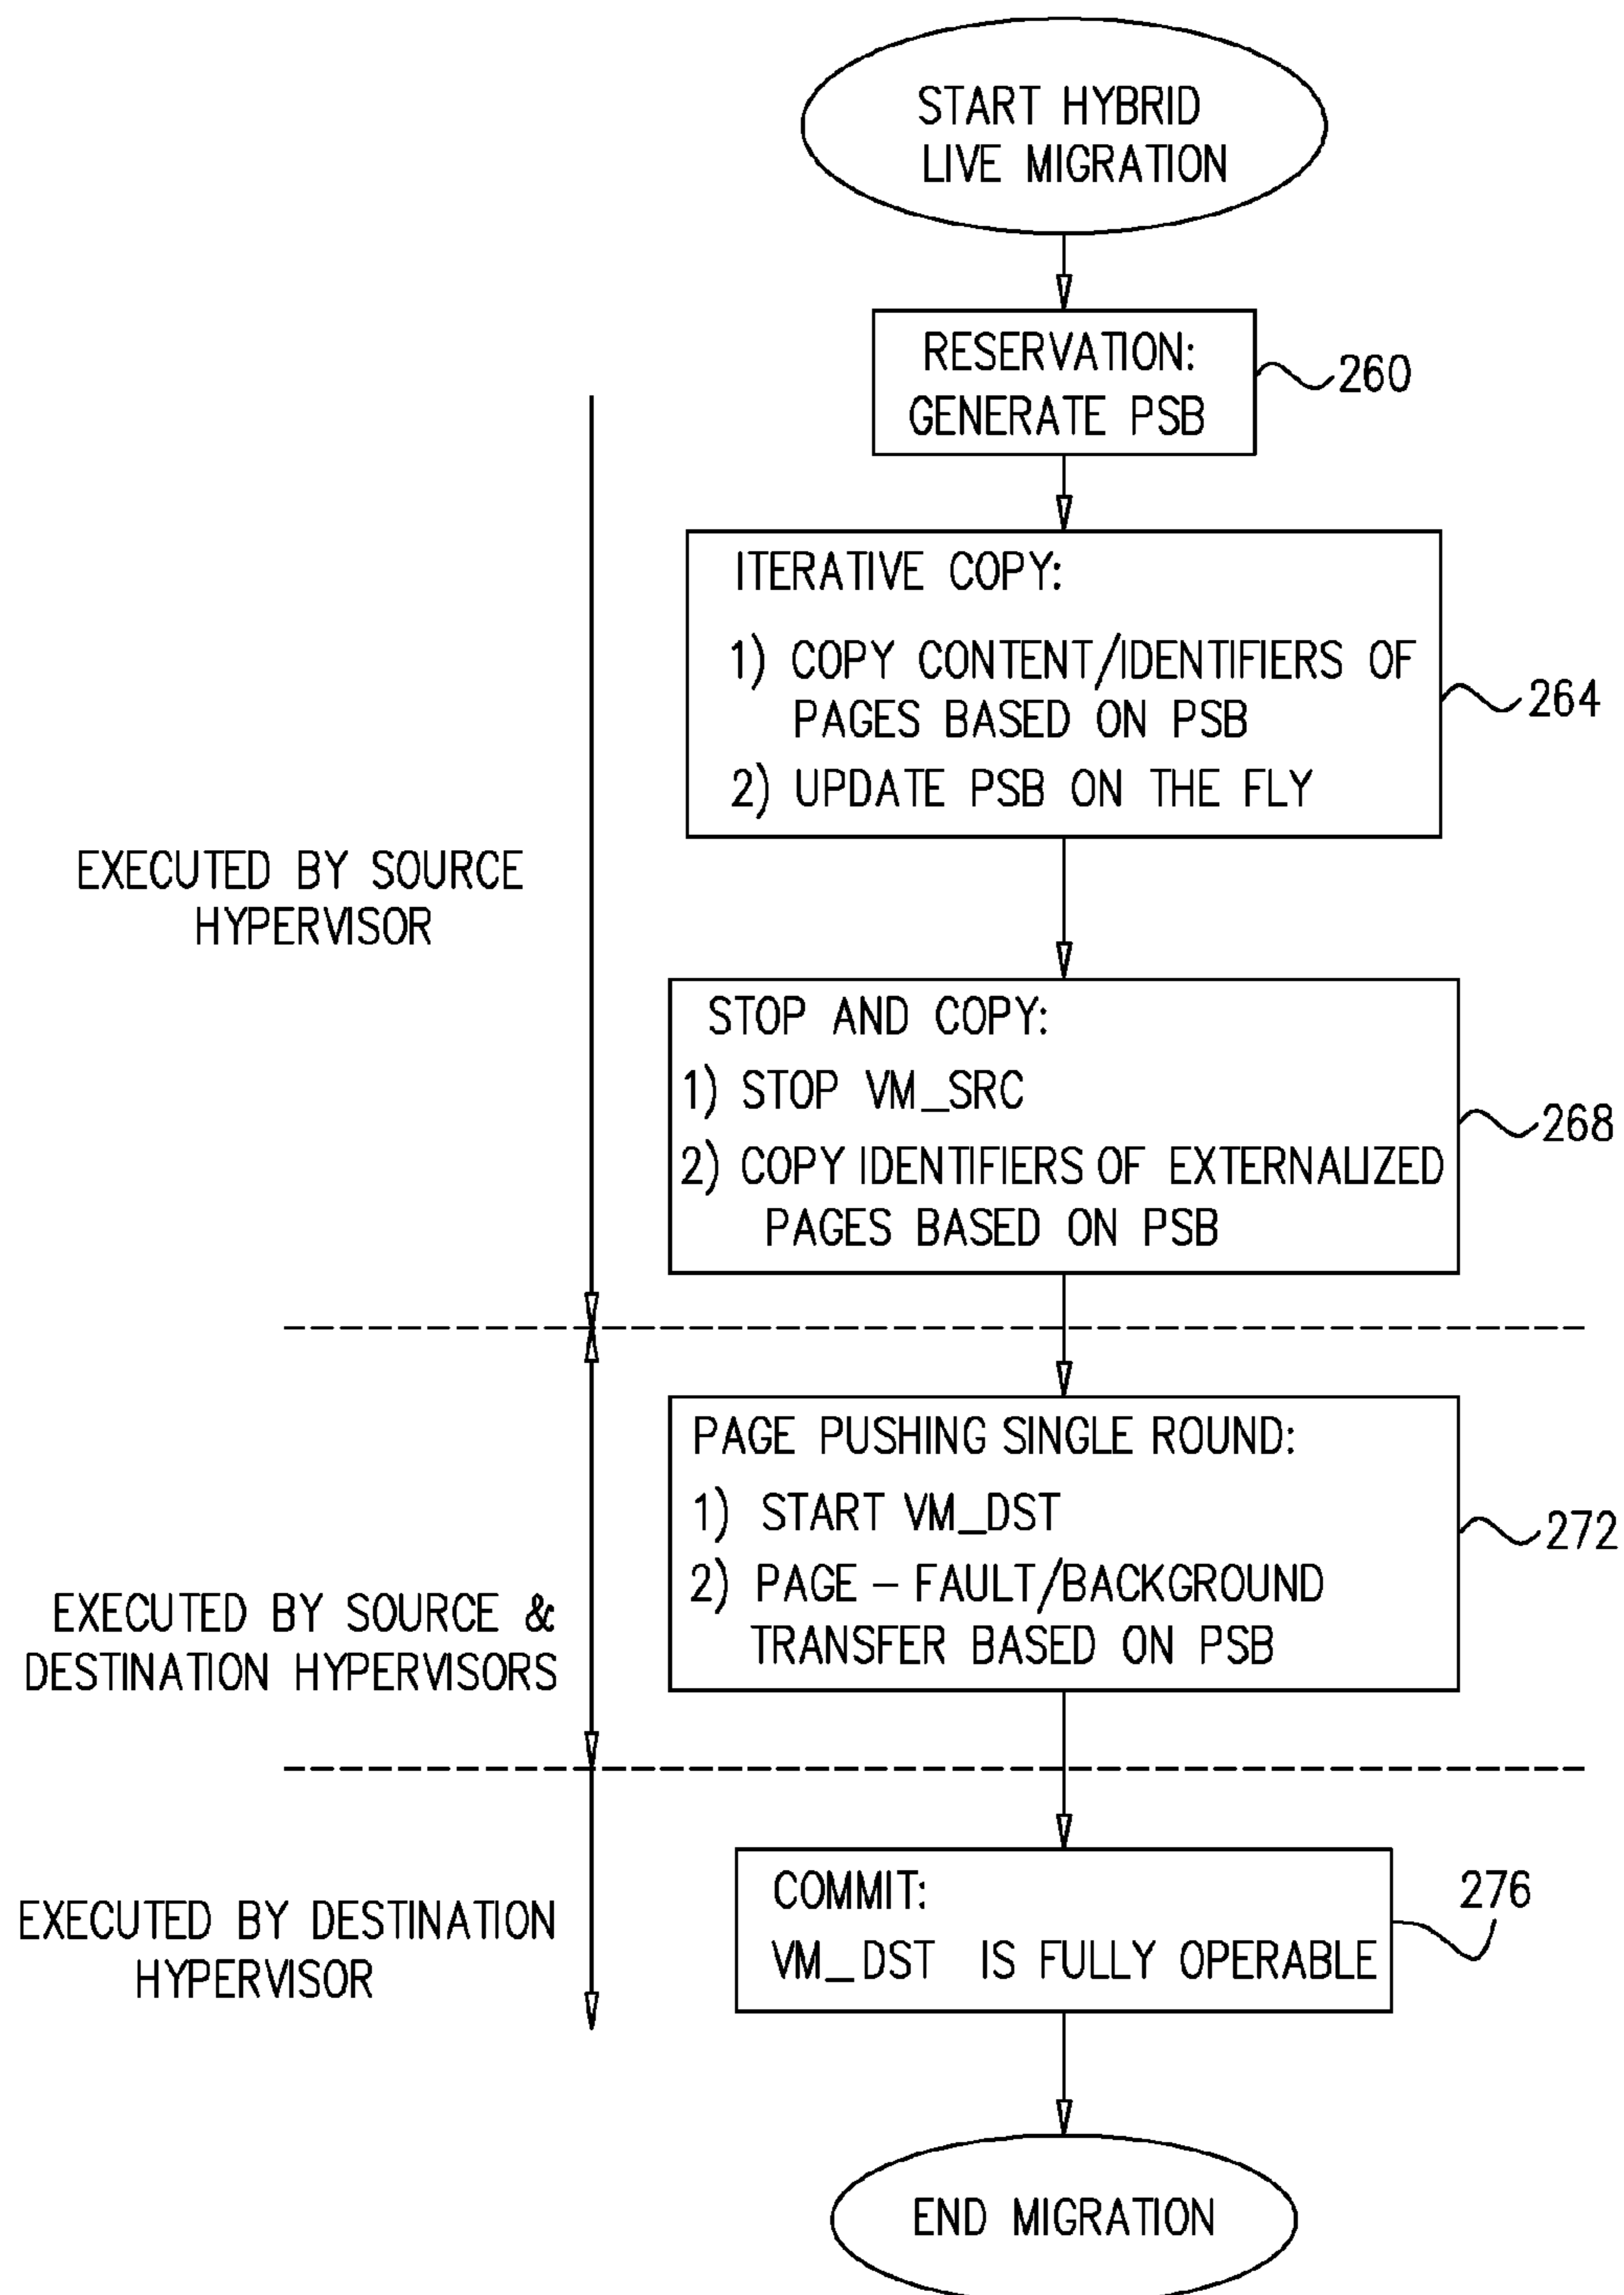 START HYBRID
LIVE MIGRATION
RESERVATION:
GENERATE PSB
260
ITERATIVE COPY:
1) COPY CONTENT/IDENTIFIERS OF
PAGES BASED ON PSB
2) UPDATE PSB ON THE FLY
264
EXECUTED BY SOURCE
HYPERVISOR
STOP AND COPY:
1) STOP VM_SRC
2) COPY IDENTIFIERS OF EXTERNALIZED
PAGES BASED ON PSB
268
PAGE PUSHING SINGLE ROUND:
1) START VM_DST
2) PAGE – FAULT/BACKGROUND
TRANSFER BASED ON PSB
272
EXECUTED BY SOURCE &
DESTINATION HYPERVISORS
COMMIT:
VM_DST IS FULLY OPERABLE
276
EXECUTED BY DESTINATION
HYPERVISOR
END MIGRATION